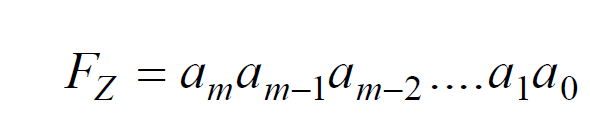 F_Z = a_m a_{m-1} a_{m-2} .... a_1 a_0